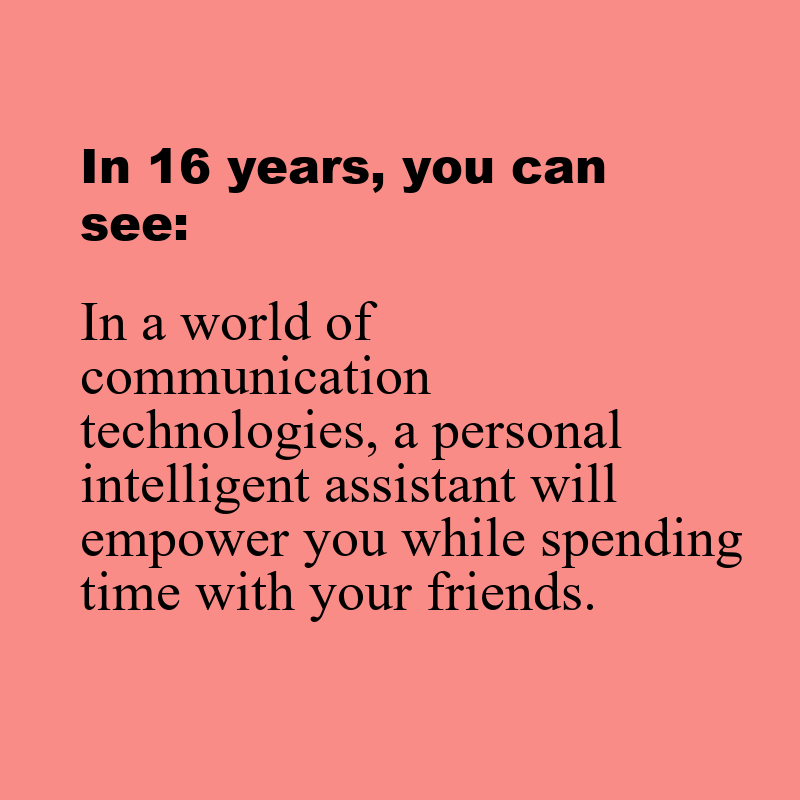 In 16 years, you can
see:
In a world of
communication
technologies, a personal
intelligent assistant will
empower you while spending
time with your friends.